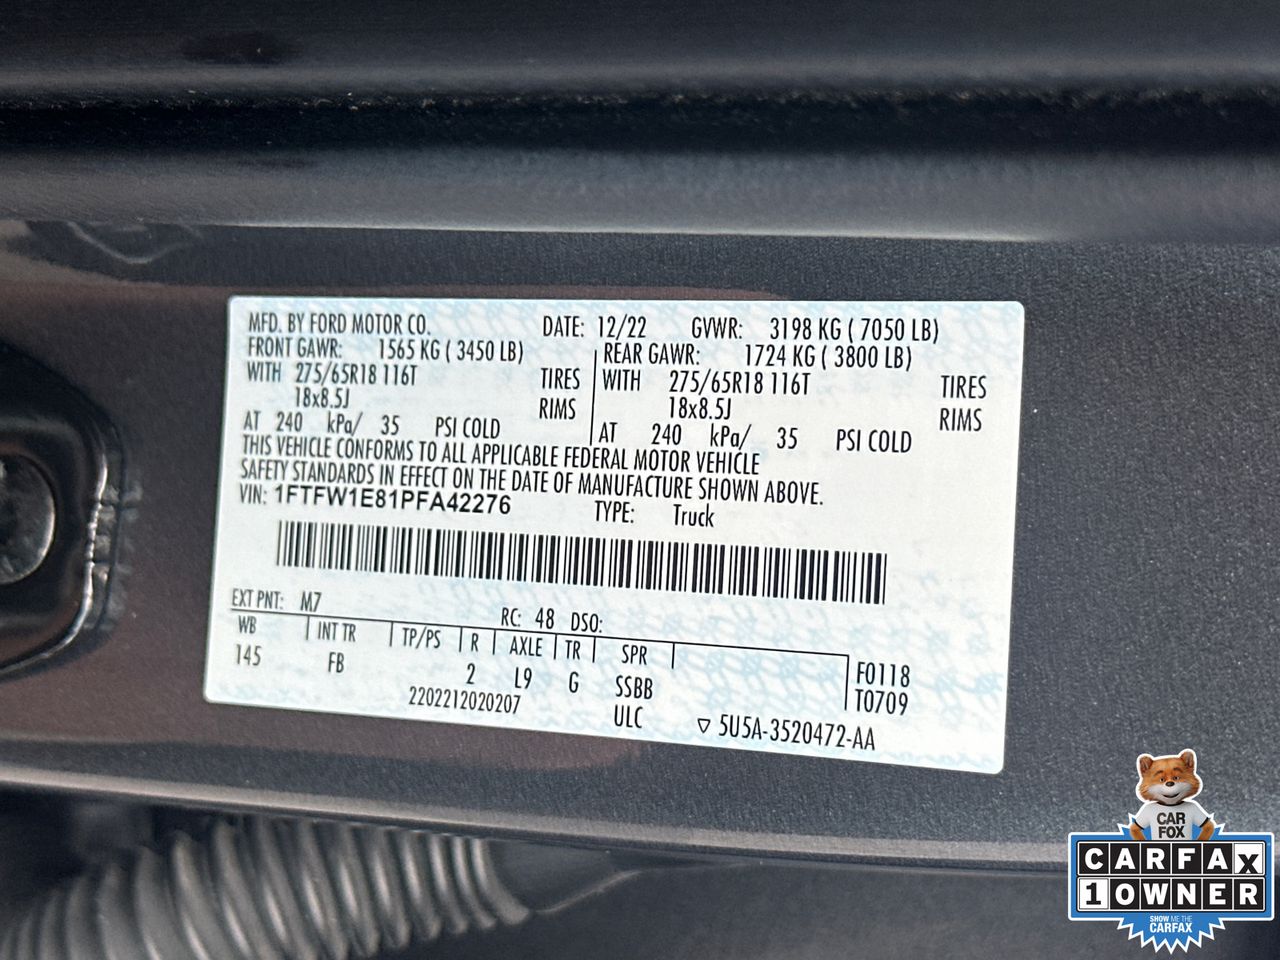 MFD. BY FORD MOTOR CO. DATE: 12/22 GVWR: 3198 KG ( 7050 LB)
FRONT GAWR: 1565 KG ( 3450 LB) REAR GAWR: 1724 KG ( 3800 LB)
WITH 275/65R18 116T TIRES WITH 275/65R18 116T TIRES
18x8.5J RIMS 18x8.5J RIMS
AT 240 kPa/ 35 PSI COLD AT 240 kPa/ 35 PSI COLD
THIS VEHICLE CONFORMS TO ALL APPLICABLE FEDERAL MOTOR VEHICLE
SAFETY STANDARDS IN EFFECT ON THE DATE OF MANUFACTURE SHOWN ABOVE.
VIN: 1FTFW1E81PFA42276 TYPE: Truck
EXT PNT: M7 RC: 48 DSO:
WB INT TR TP/PS R AXLE TR SPR
145 FB 2 L9 G SSBB F0118
2202212020207 ULC T0709
▽ 5U5A-3520472-AA
CAR
FOX
CARFAX
1 OWNER
SHOW ME THE
CARFAX